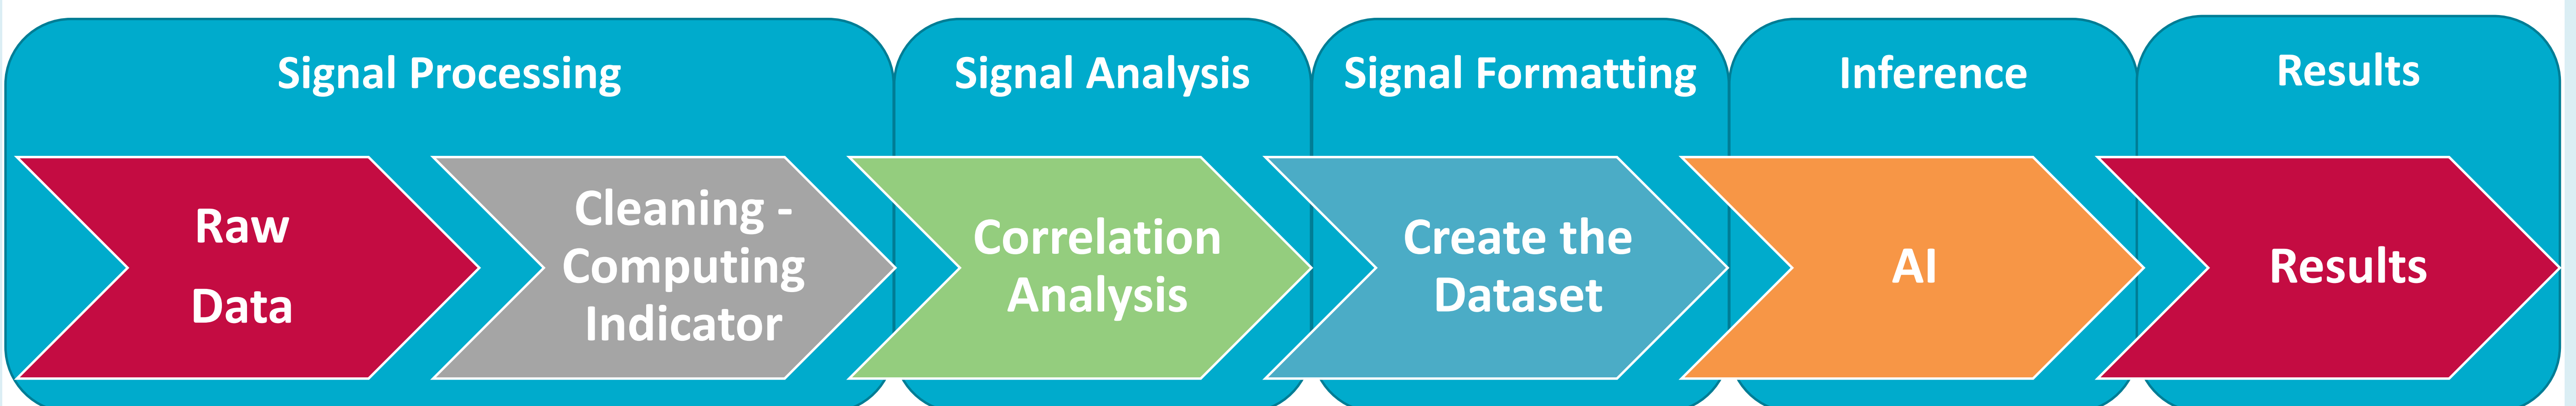 Signal Processing
Signal Analysis
Signal Formatting
Inference
Results
Raw
Data
Cleaning -
Computing
Indicator
Correlation
Analysis
Create the
Dataset
AI
Results